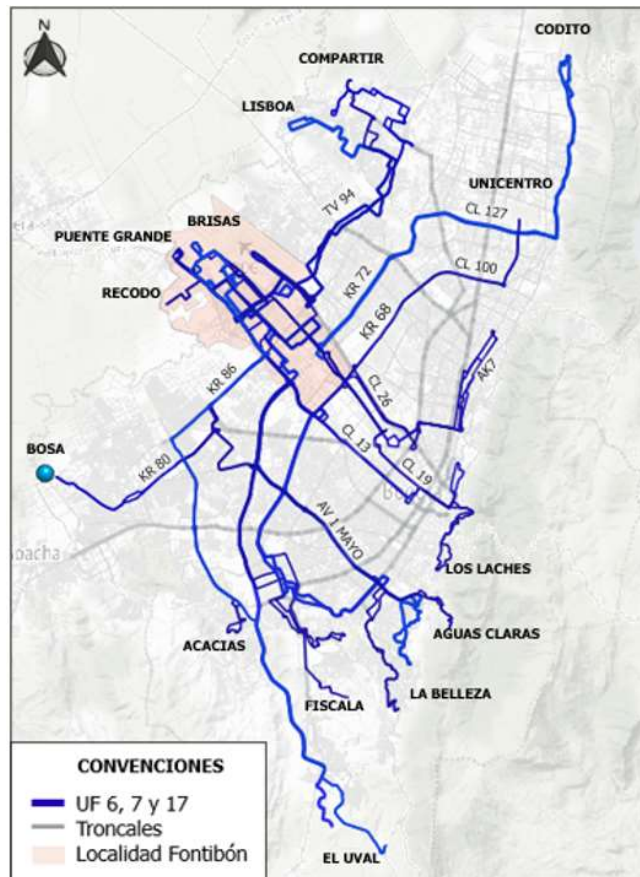 CODITO
COMPARTIR
LISBOA
UNICENTRO
TV 94
CL 127
BRISAS
PUENTE GRANDE
KR 72
CL 100
RECODO
KR 68
KR 86
CL 26
AK7
BOSA
KR 80
CL 13
CL 19
AV 1 MAYO
LOS LACHES
AGUAS CLARAS
ACACIAS
LA BELLEZA
FISCALA
CONVENCIONES
UF 6, 7 y 17
Troncales
Localidad Fontibón
EL UVAL